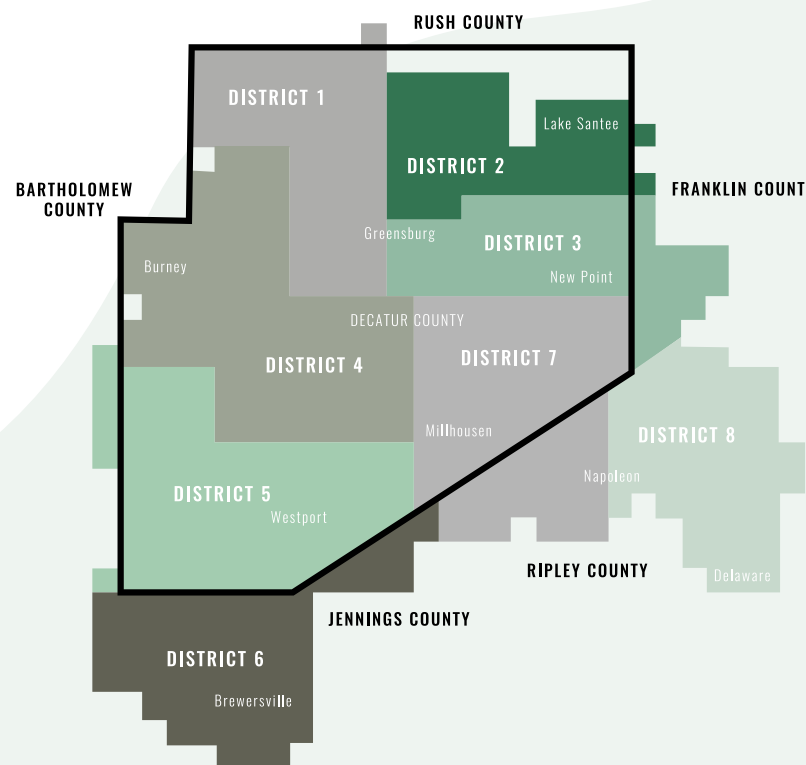 RUSH COUNTY
DISTRICT 1
Lake Santee
DISTRICT 2
BARTHOLOMEW
COUNTY
FRANKLIN COUNT
Greensburg
DISTRICT 3
Burney
New Point
DECATUR COUNTY
DISTRICT 4
DISTRICT 7
Millhousen
DISTRICT 8
Napoleon
DISTRICT 5
Westport
RIPLEY COUNTY
Delaware
JENNINGS COUNTY
DISTRICT 6
Brewersville